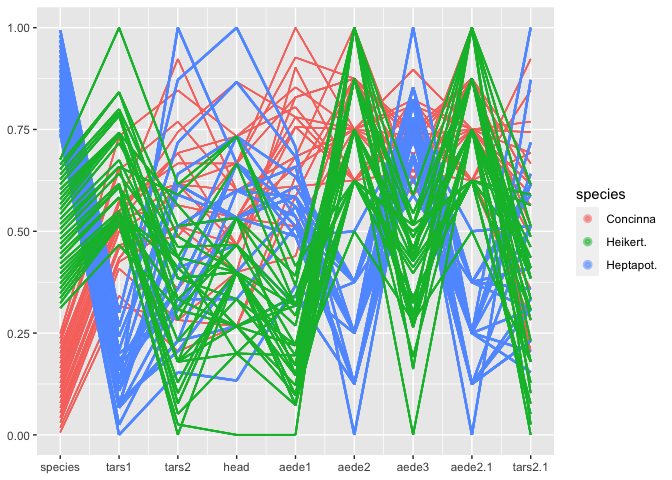 1.00
0.75
0.50
0.25
0.00
species tars1 tars2 head aede1 aede2 aede3 aede2.1 tars2.1
species
Concinna
Heikert.
Heptapot.